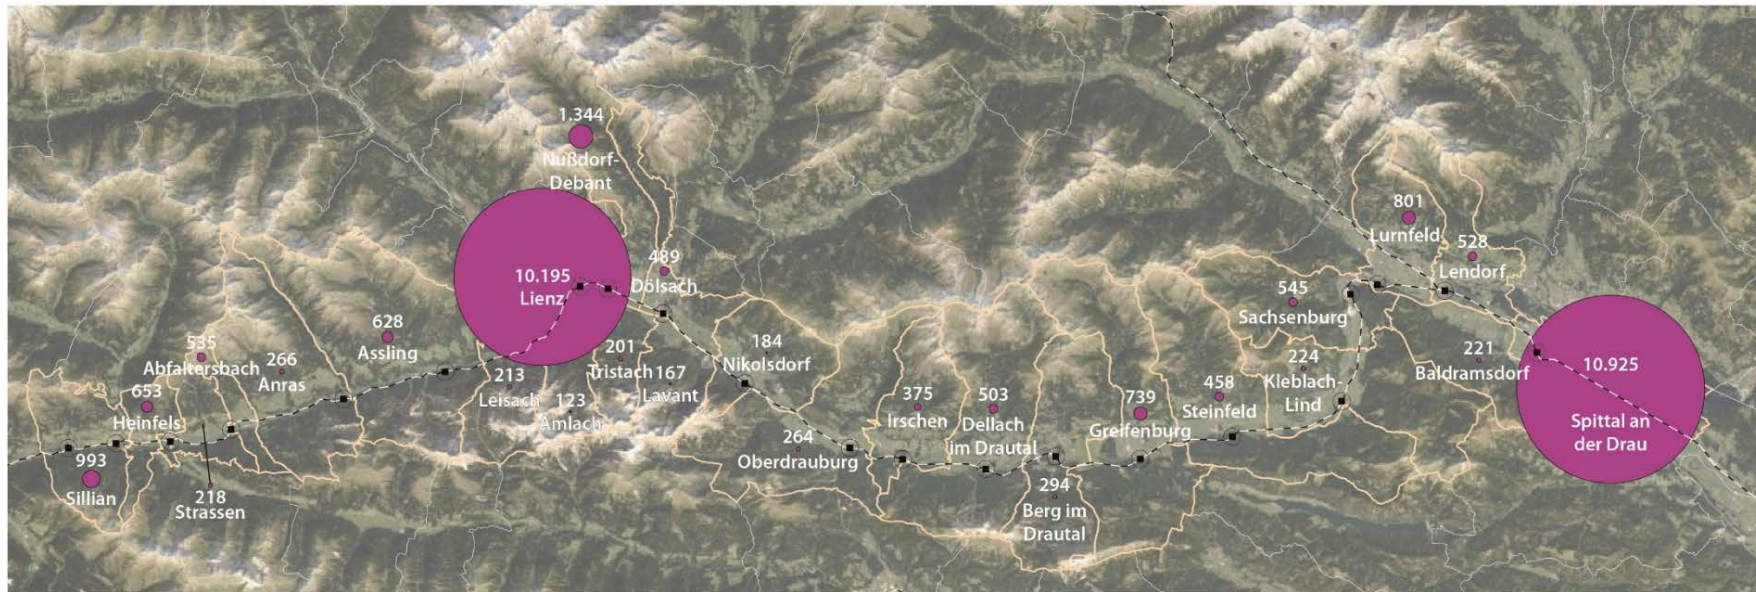 1.344
Nußdorf-
Debant
10.195
Lienz
489
Dölsach
801
Lurnfeld
528
Lendorf
545
Sachsenburg
628
Assling
535
Abfaltersbach
266
Anras
653
Heinfels
993
Sillian
218
Strassen
213
Leisach
123
Amlach
201
Tristach
167
Lavant
184
Nikolsdorf
264
Oberdrauburg
375
Irschen
503
Dellach
im Drautal
294
Berg im
Drautal
739
Greifenburg
458
Steinfeld
224
Kleblach-
Lind
221
Baldramsdorf
10.925
Spittal an
der Drau